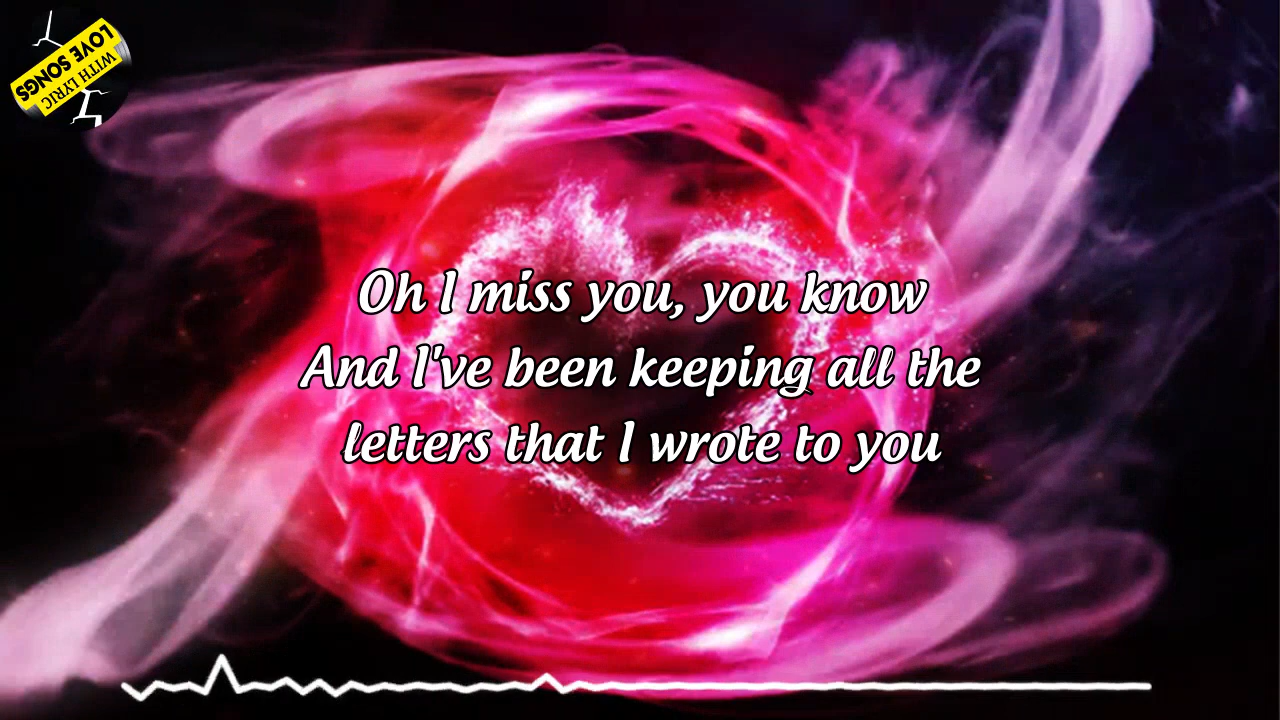 LOVE SONGS
WITH LYRIC
Oh I miss you, you know
And I've been keeping all the
letters that I wrote to you